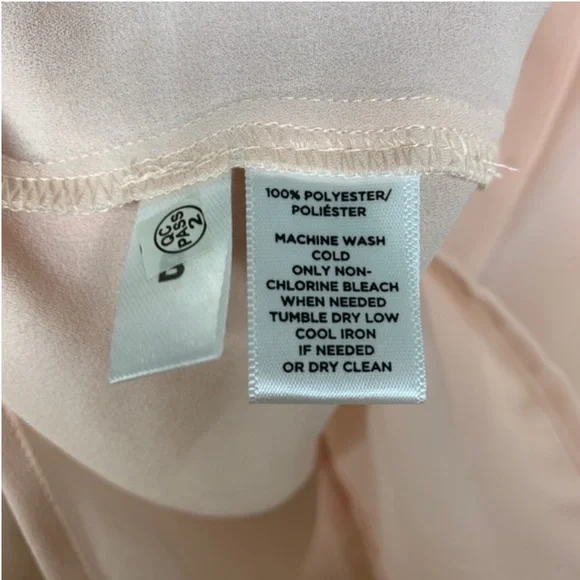 QC
PASS
2
100% POLYESTER/
POLIÉSTER
MACHINE WASH
COLD
ONLY NON-
CHLORINE BLEACH
WHEN NEEDED
TUMBLE DRY LOW
COOL IRON
IF NEEDED
OR DRY CLEAN